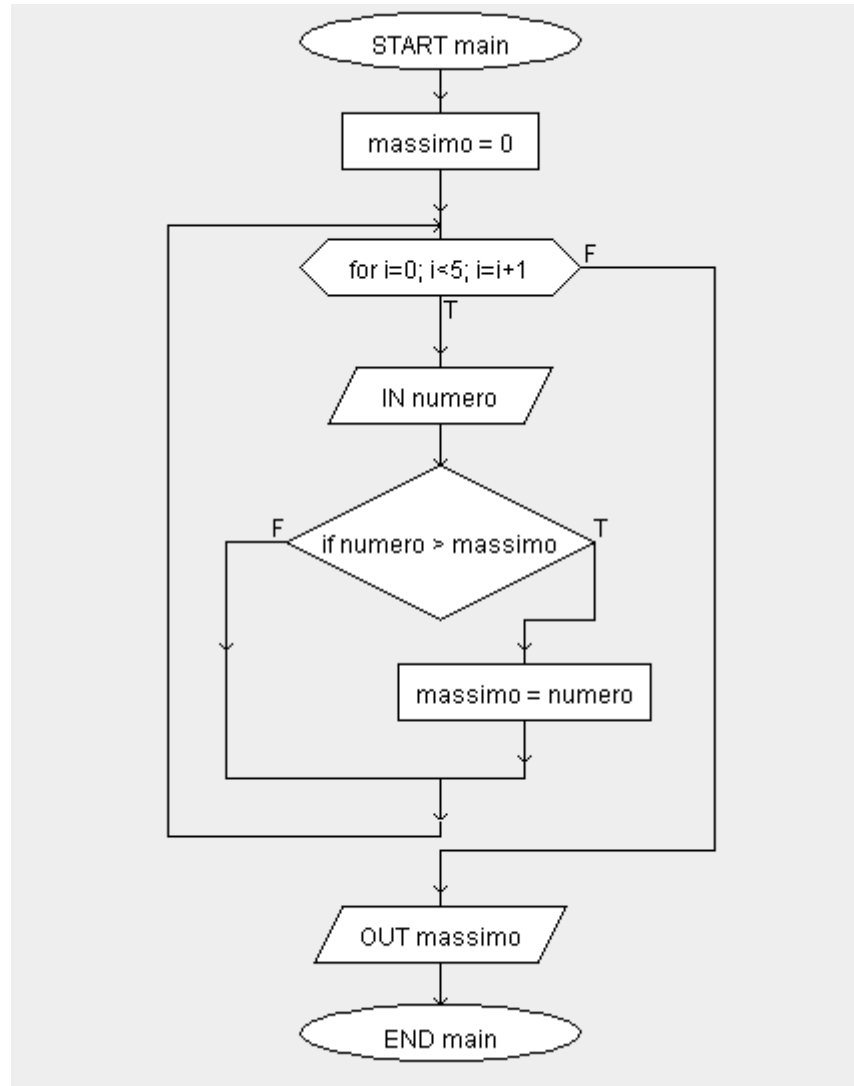 START main
massimo = 0
for i=0; i<5; i=i+1
F
T
IN numero
F
if numero > massimo
T
massimo = numero
OUT massimo
END main